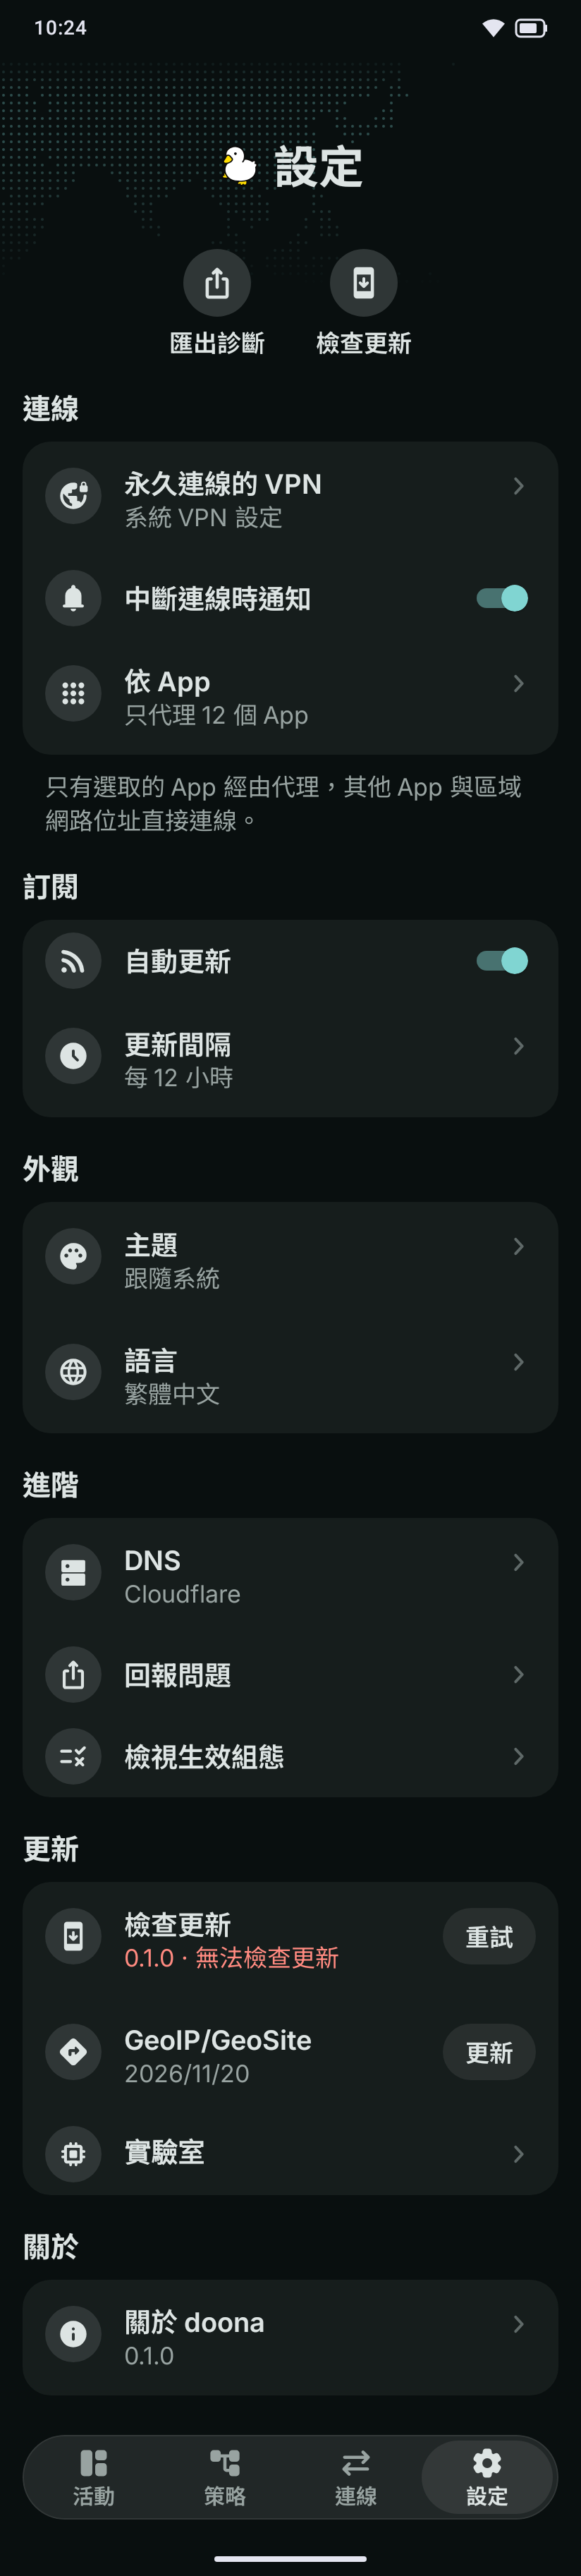 10:24
設定
匯出診斷
檢查更新
連線
永久連線的 VPN
系統 VPN 設定
中斷連線時通知
依 App
只代理 12 個 App
只有選取的 App 經由代理，其他 App 與區域
網路位址直接連線。
訂閱
自動更新
更新間隔
每 12 小時
外觀
主題
跟隨系統
語言
繁體中文
進階
DNS
Cloudflare
回報問題
檢視生效組態
更新
檢查更新
0.1.0 · 無法檢查更新
重試
GeoIP/GeoSite
2026/11/20
更新
實驗室
關於
關於 doona
0.1.0
活動
策略
連線
設定